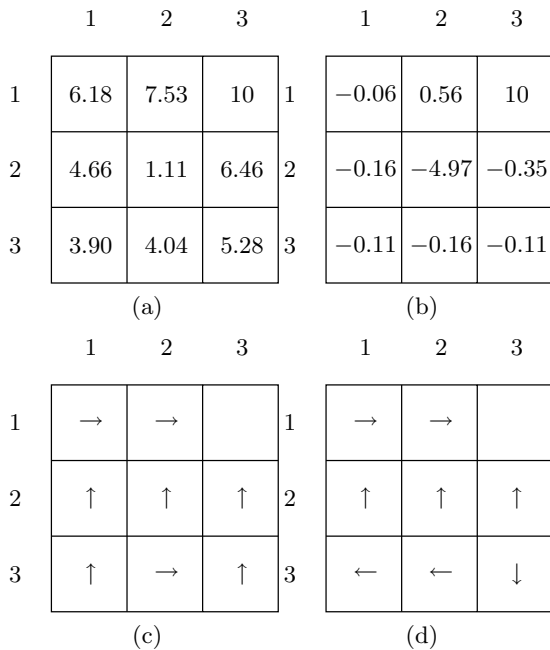 1 2 3 1 2 3
1 6.18 7.53 10 1 −0.06 0.56 10
2 4.66 1.11 6.46 2 −0.16 −4.97 −0.35
3 3.90 4.04 5.28 3 −0.11 −0.16 −0.11
(a) (b)
1 2 3 1 2 3
1 → → 1 → →
2 ↑ ↑ ↑ 2 ↑ ↑ ↑
3 ↑ → ↑ 3 ← ← ↓
(c) (d)